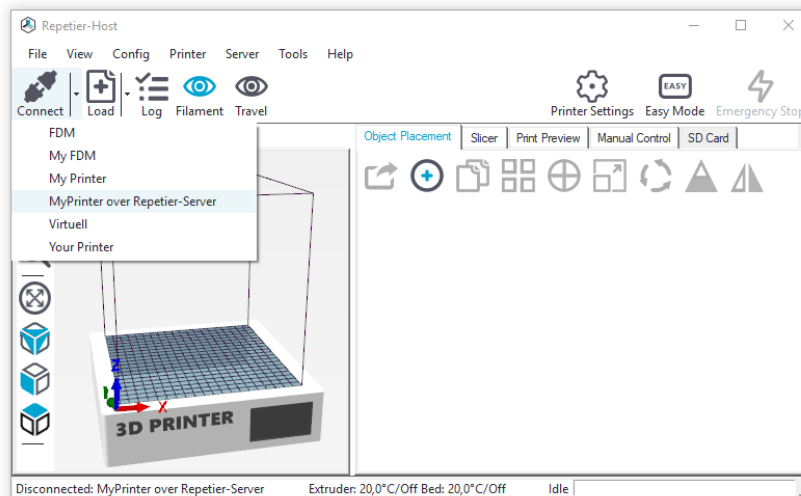 Repetier-Host
File View Config Printer Server Tools Help
Connect Load Log Filament Travel Printer Settings EASY Easy Mode Emergency Stop
FDM
My FDM
My Printer
MyPrinter over Repetier-Server
Virtuell
Your Printer
Object Placement Slicer Print Preview Manual Control SD Card
Z
X
3D PRINTER
Disconnected: MyPrinter over Repetier-Server Extruder: 20,0°C/Off Bed: 20,0°C/Off Idle